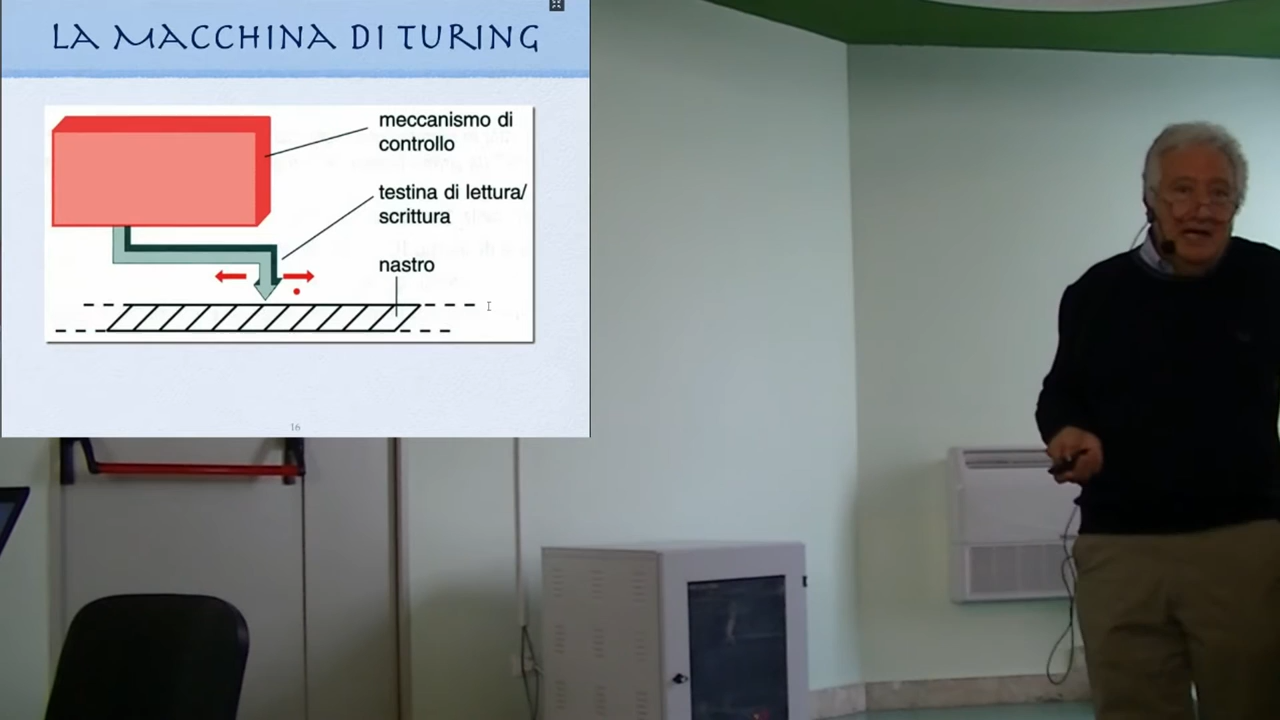 LA MACCHINA DI TURING
meccanismo di
controllo
testina di lettura/
scrittura
nastro
16